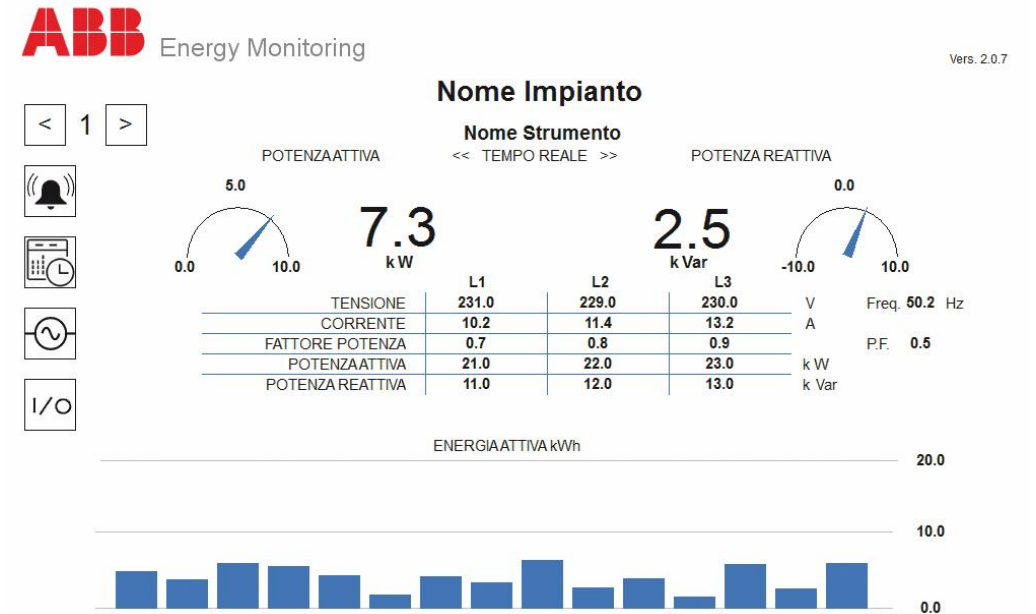 ABB Energy Monitoring
Vers. 2.0.7
Nome Impianto
< 1 >
Nome Strumento
POTENZA ATTIVA << TEMPO REALE >> POTENZA REATTIVA
5.0 0.0
7.3 2.5
0.0 10.0 kW k Var -10.0 10.0
L1 L2 L3
TENSIONE 231.0 229.0 230.0 V Freq. 50.2 Hz
CORRENTE 10.2 11.4 13.2 A
FATTORE POTENZA 0.7 0.8 0.9 P.F. 0.5
POTENZA ATTIVA 21.0 22.0 23.0 kW
POTENZA REATTIVA 11.0 12.0 13.0 k Var
I/O
ENERGIA ATTIVA kWh
20.0
10.0
0.0